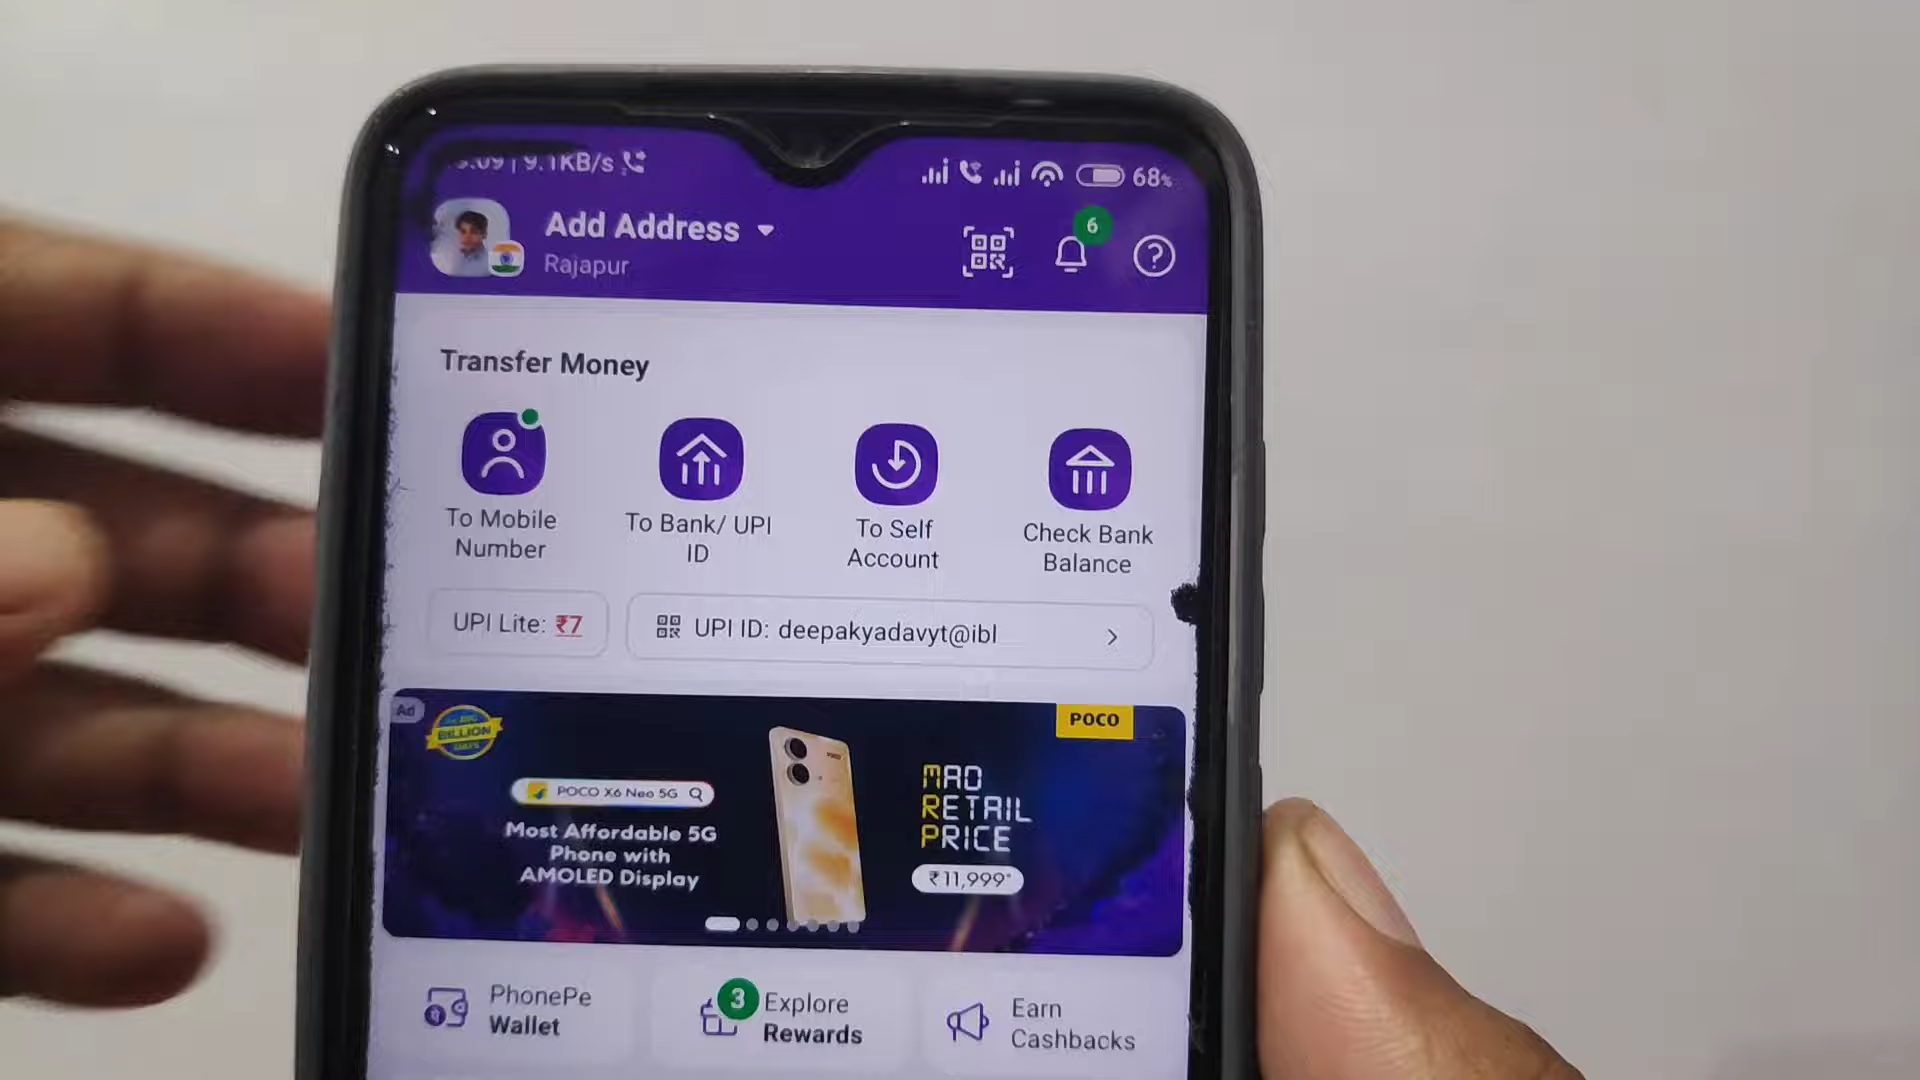 9.1KB/s
68%
Add Address
6
Rajapur
Transfer Money
To Mobile
Number
To Bank/ UPI
ID
To Self
Account
Check Bank
Balance
UPI Lite: ₹7
UPI ID: deepakyadavyt@ibl
Ad
BILLION
DAYS
POCO
POCO X6 Neo 5G
Most Affordable 5G
Phone with
AMOLED Display
MAD
RETAIL
PRICE
₹11,999*
PhonePe
Wallet
3
Explore
Rewards
Earn
Cashbacks